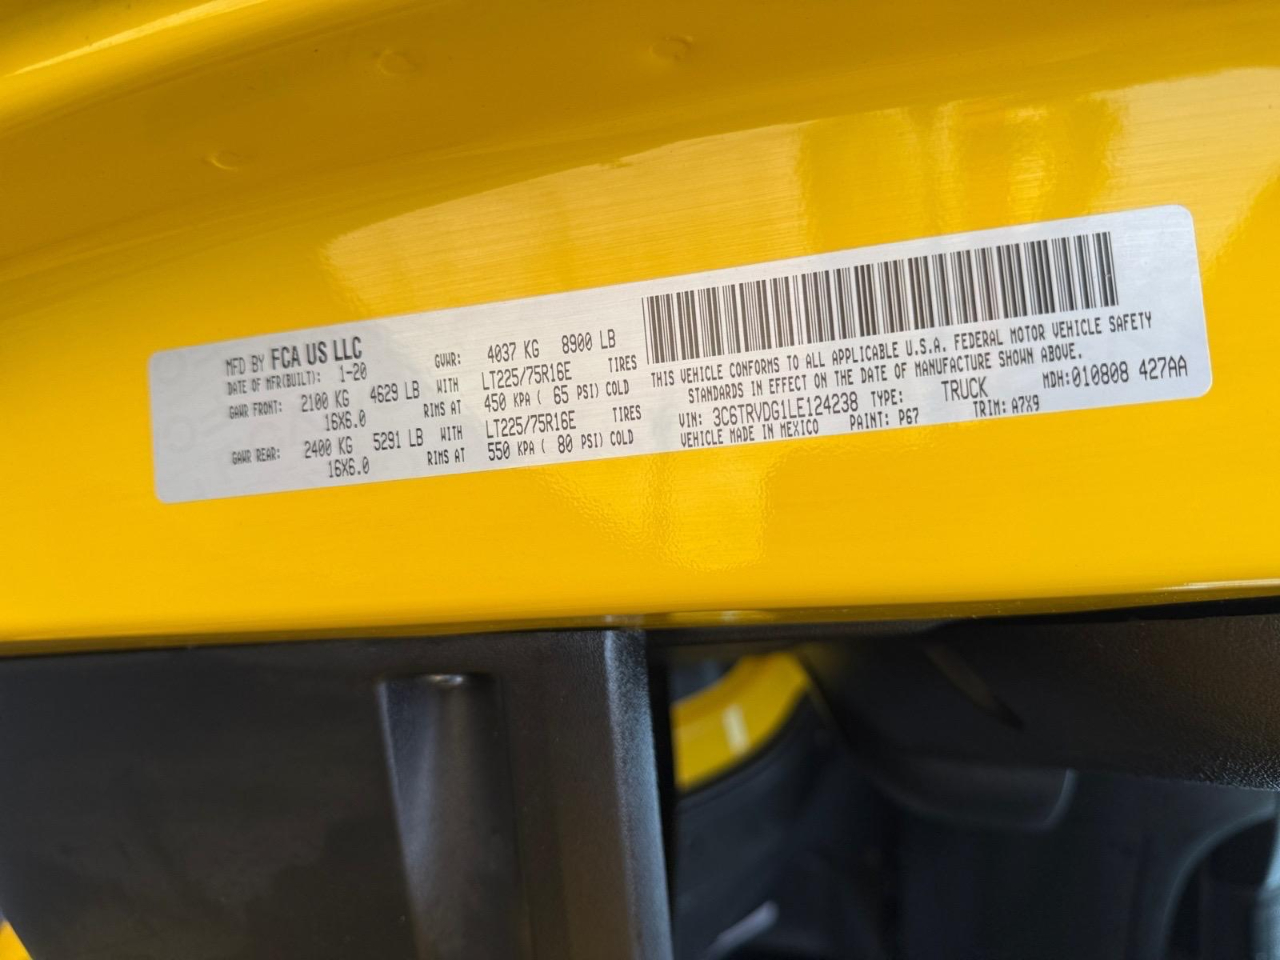 MFD BY FCA US LLC
DATE OF MFR(BUILT): 1-20
GVWR: 4037 KG 8900 LB
GAWR FRONT: 2100 KG 4629 LB WITH LT225/75R16E TIRES
16X6.0 RIMS AT 450 KPA ( 65 PSI) COLD
GAWR REAR: 2400 KG 5291 LB WITH LT225/75R16E TIRES
16X6.0 RIMS AT 550 KPA ( 80 PSI) COLD
THIS VEHICLE CONFORMS TO ALL APPLICABLE U.S.A. FEDERAL MOTOR VEHICLE SAFETY
STANDARDS IN EFFECT ON THE DATE OF MANUFACTURE SHOWN ABOVE.
MDH:010808 427AA
VIN: 3C6TRVDG1LE124238 TYPE: TRUCK
VEHICLE MADE IN MEXICO PAINT: P67 TRIM: A7X9